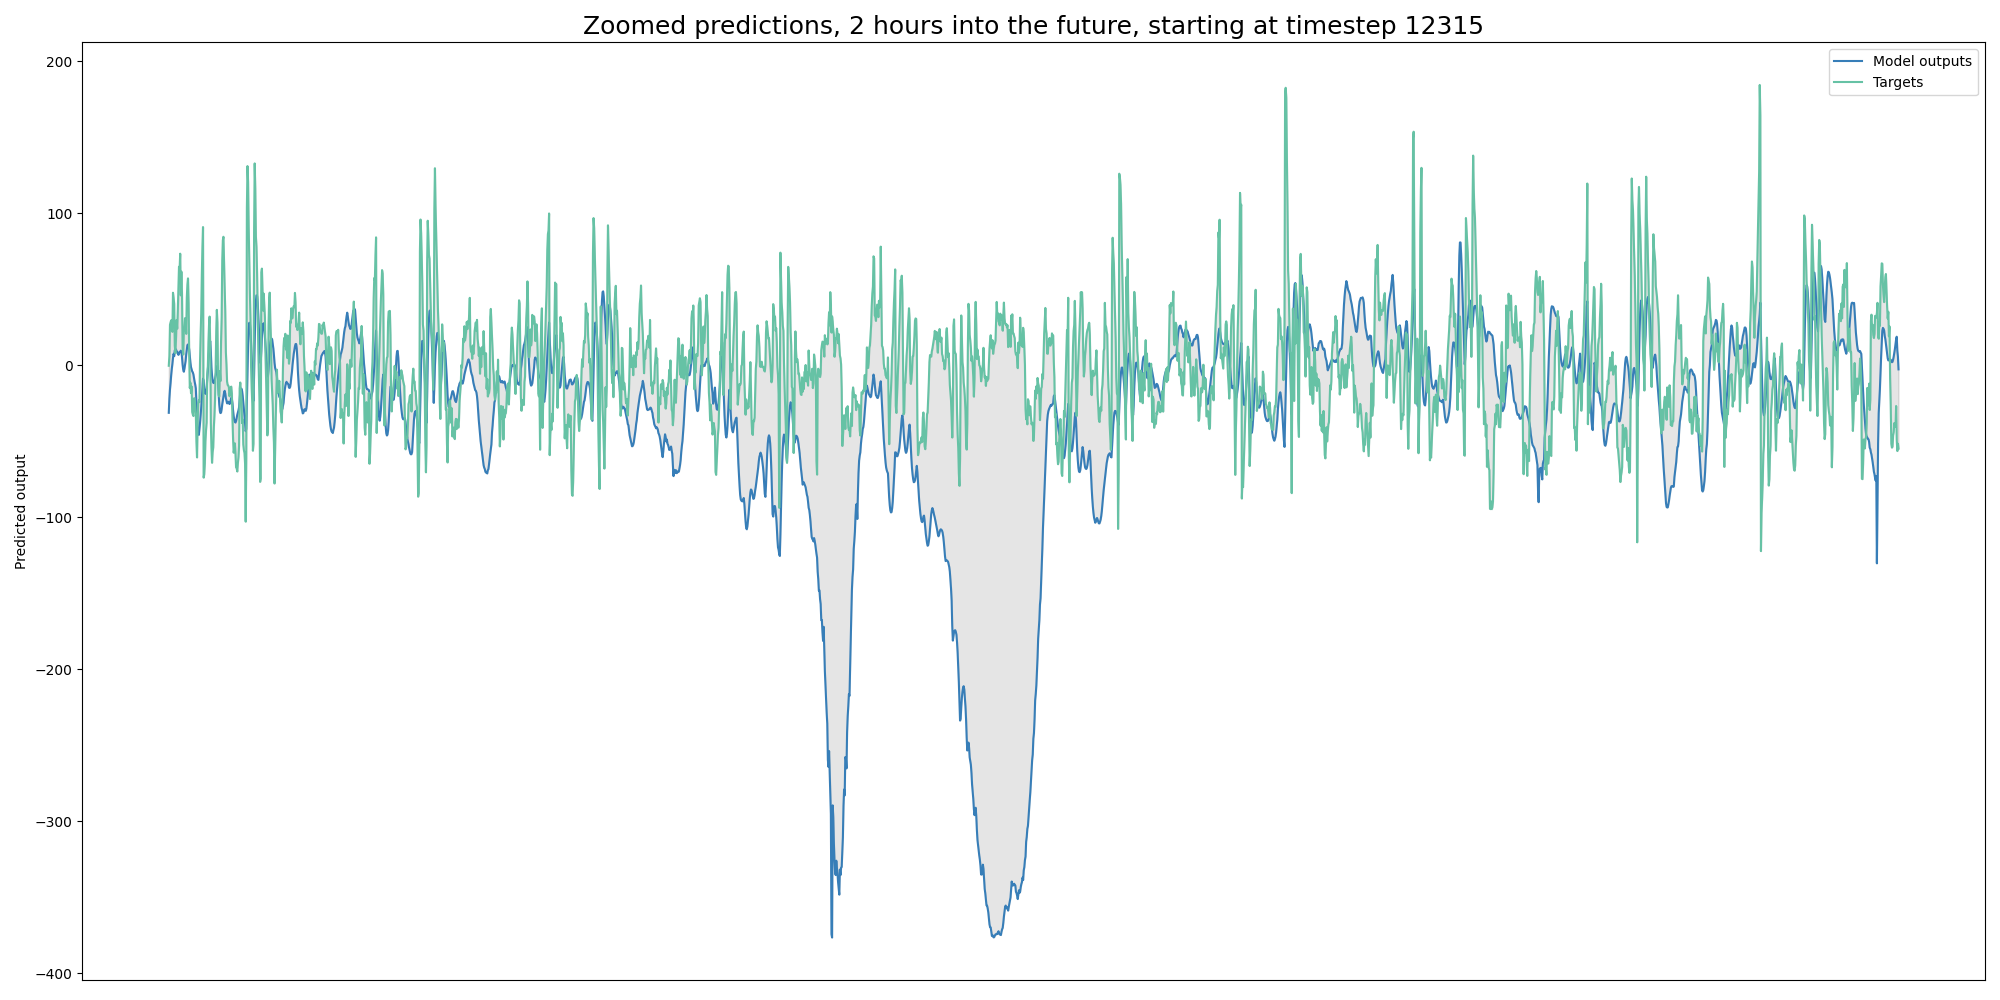 Zoomed predictions, 2 hours into the future, starting at timestep 12315
Model outputs
Targets
200
100
0
−100
−200
−300
−400
Predicted output